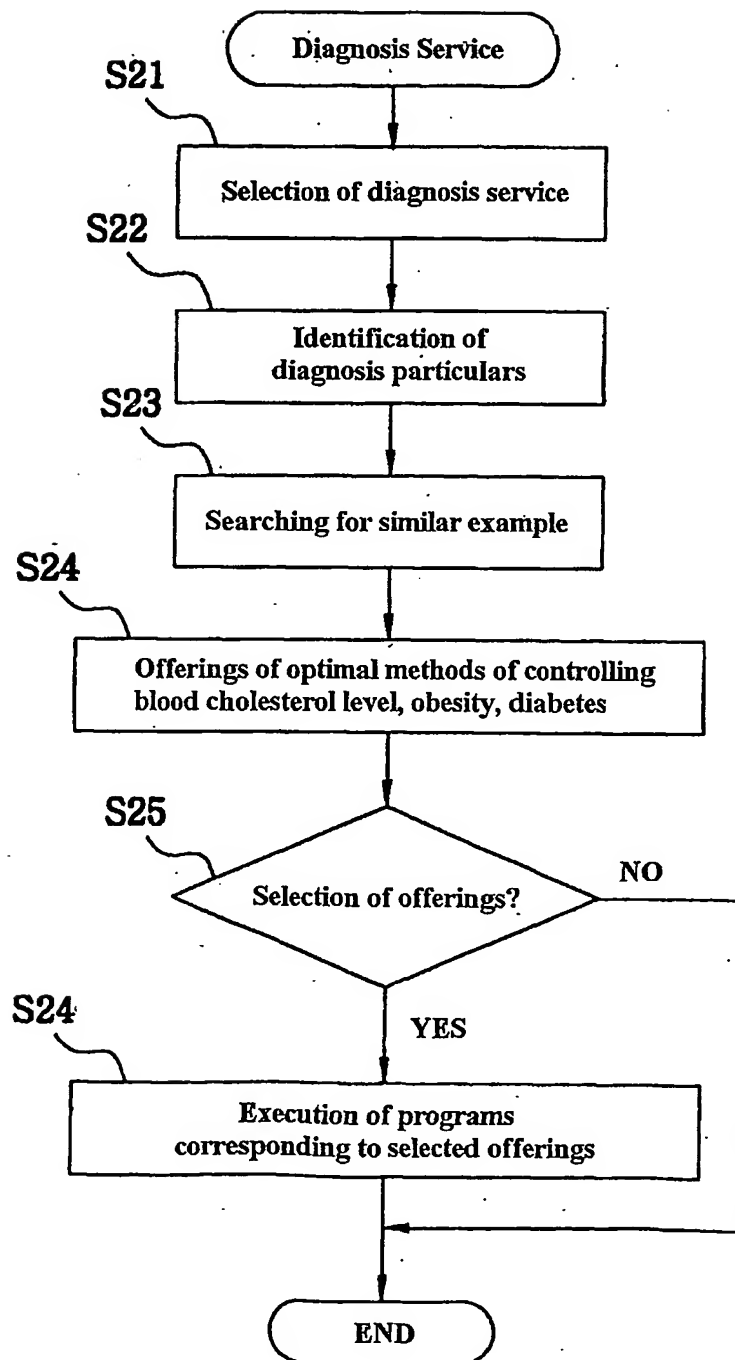 Diagnosis Service
S21
Selection of diagnosis service
S22
Identification of
diagnosis particulars
S23
Searching for similar example
S24
Offerings of optimal methods of controlling
blood cholesterol level, obesity, diabetes
S25
Selection of offerings?
NO
YES
S24
Execution of programs
corresponding to selected offerings
END